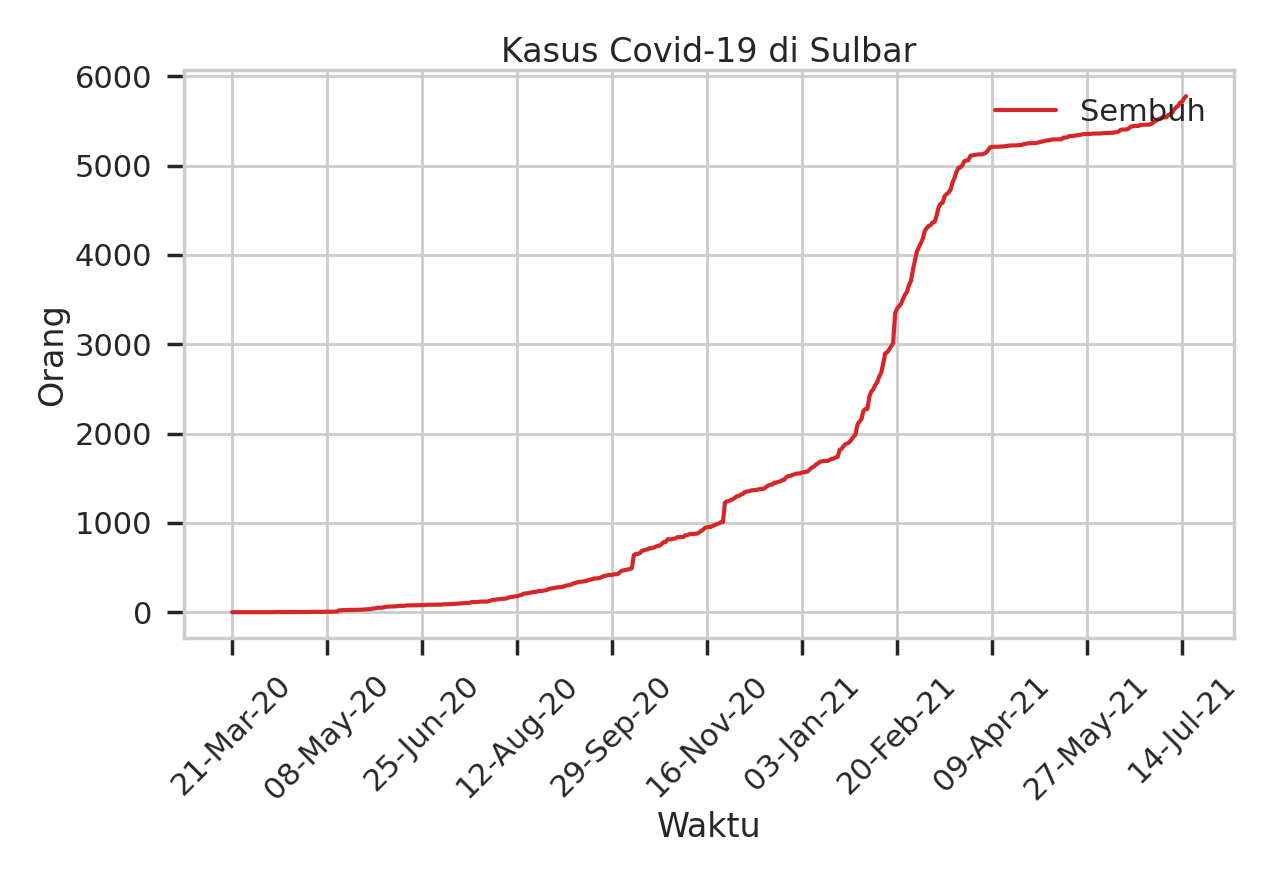 Kasus Covid-19 di Sulbar
6000
5000
4000
3000
2000
1000
0
Orang
Sembuh
21-Mar-20
08-May-20
25-Jun-20
12-Aug-20
29-Sep-20
16-Nov-20
03-Jan-21
20-Feb-21
09-Apr-21
27-May-21
14-Jul-21
Waktu